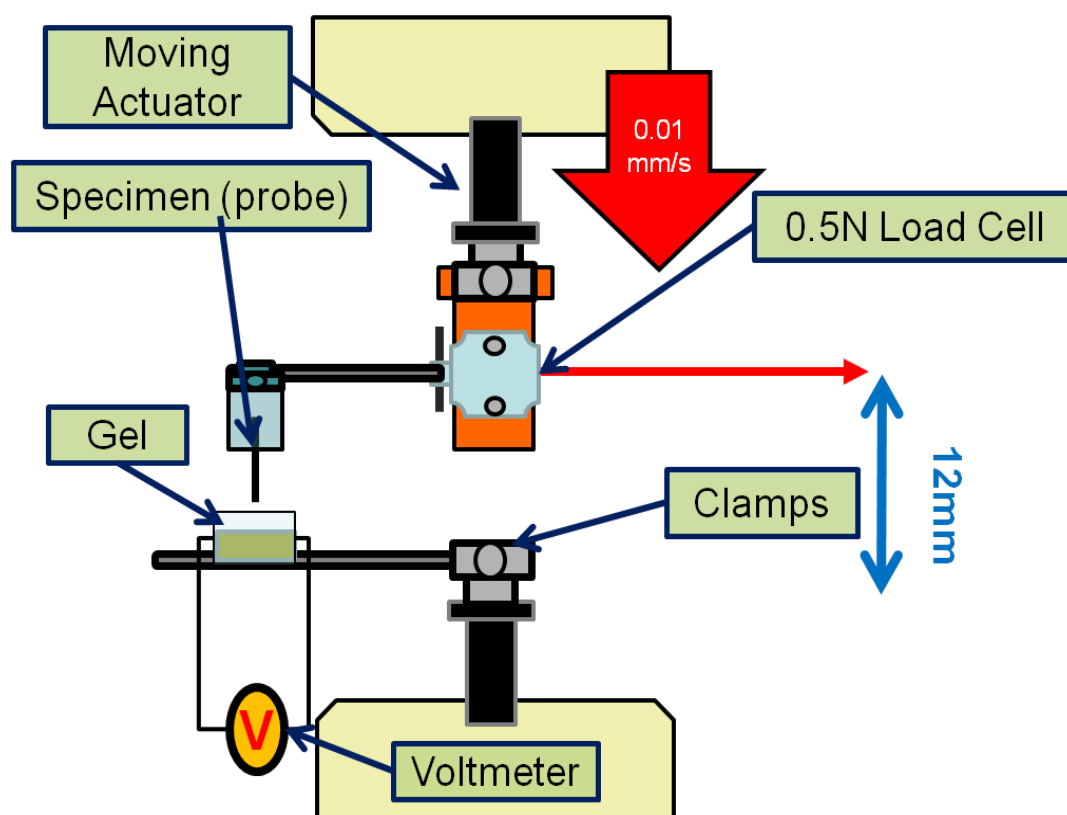 Moving
Actuator
0.01
mm/s
Specimen (probe)
0.5N Load Cell
Gel
Clamps
12mm
V
Voltmeter